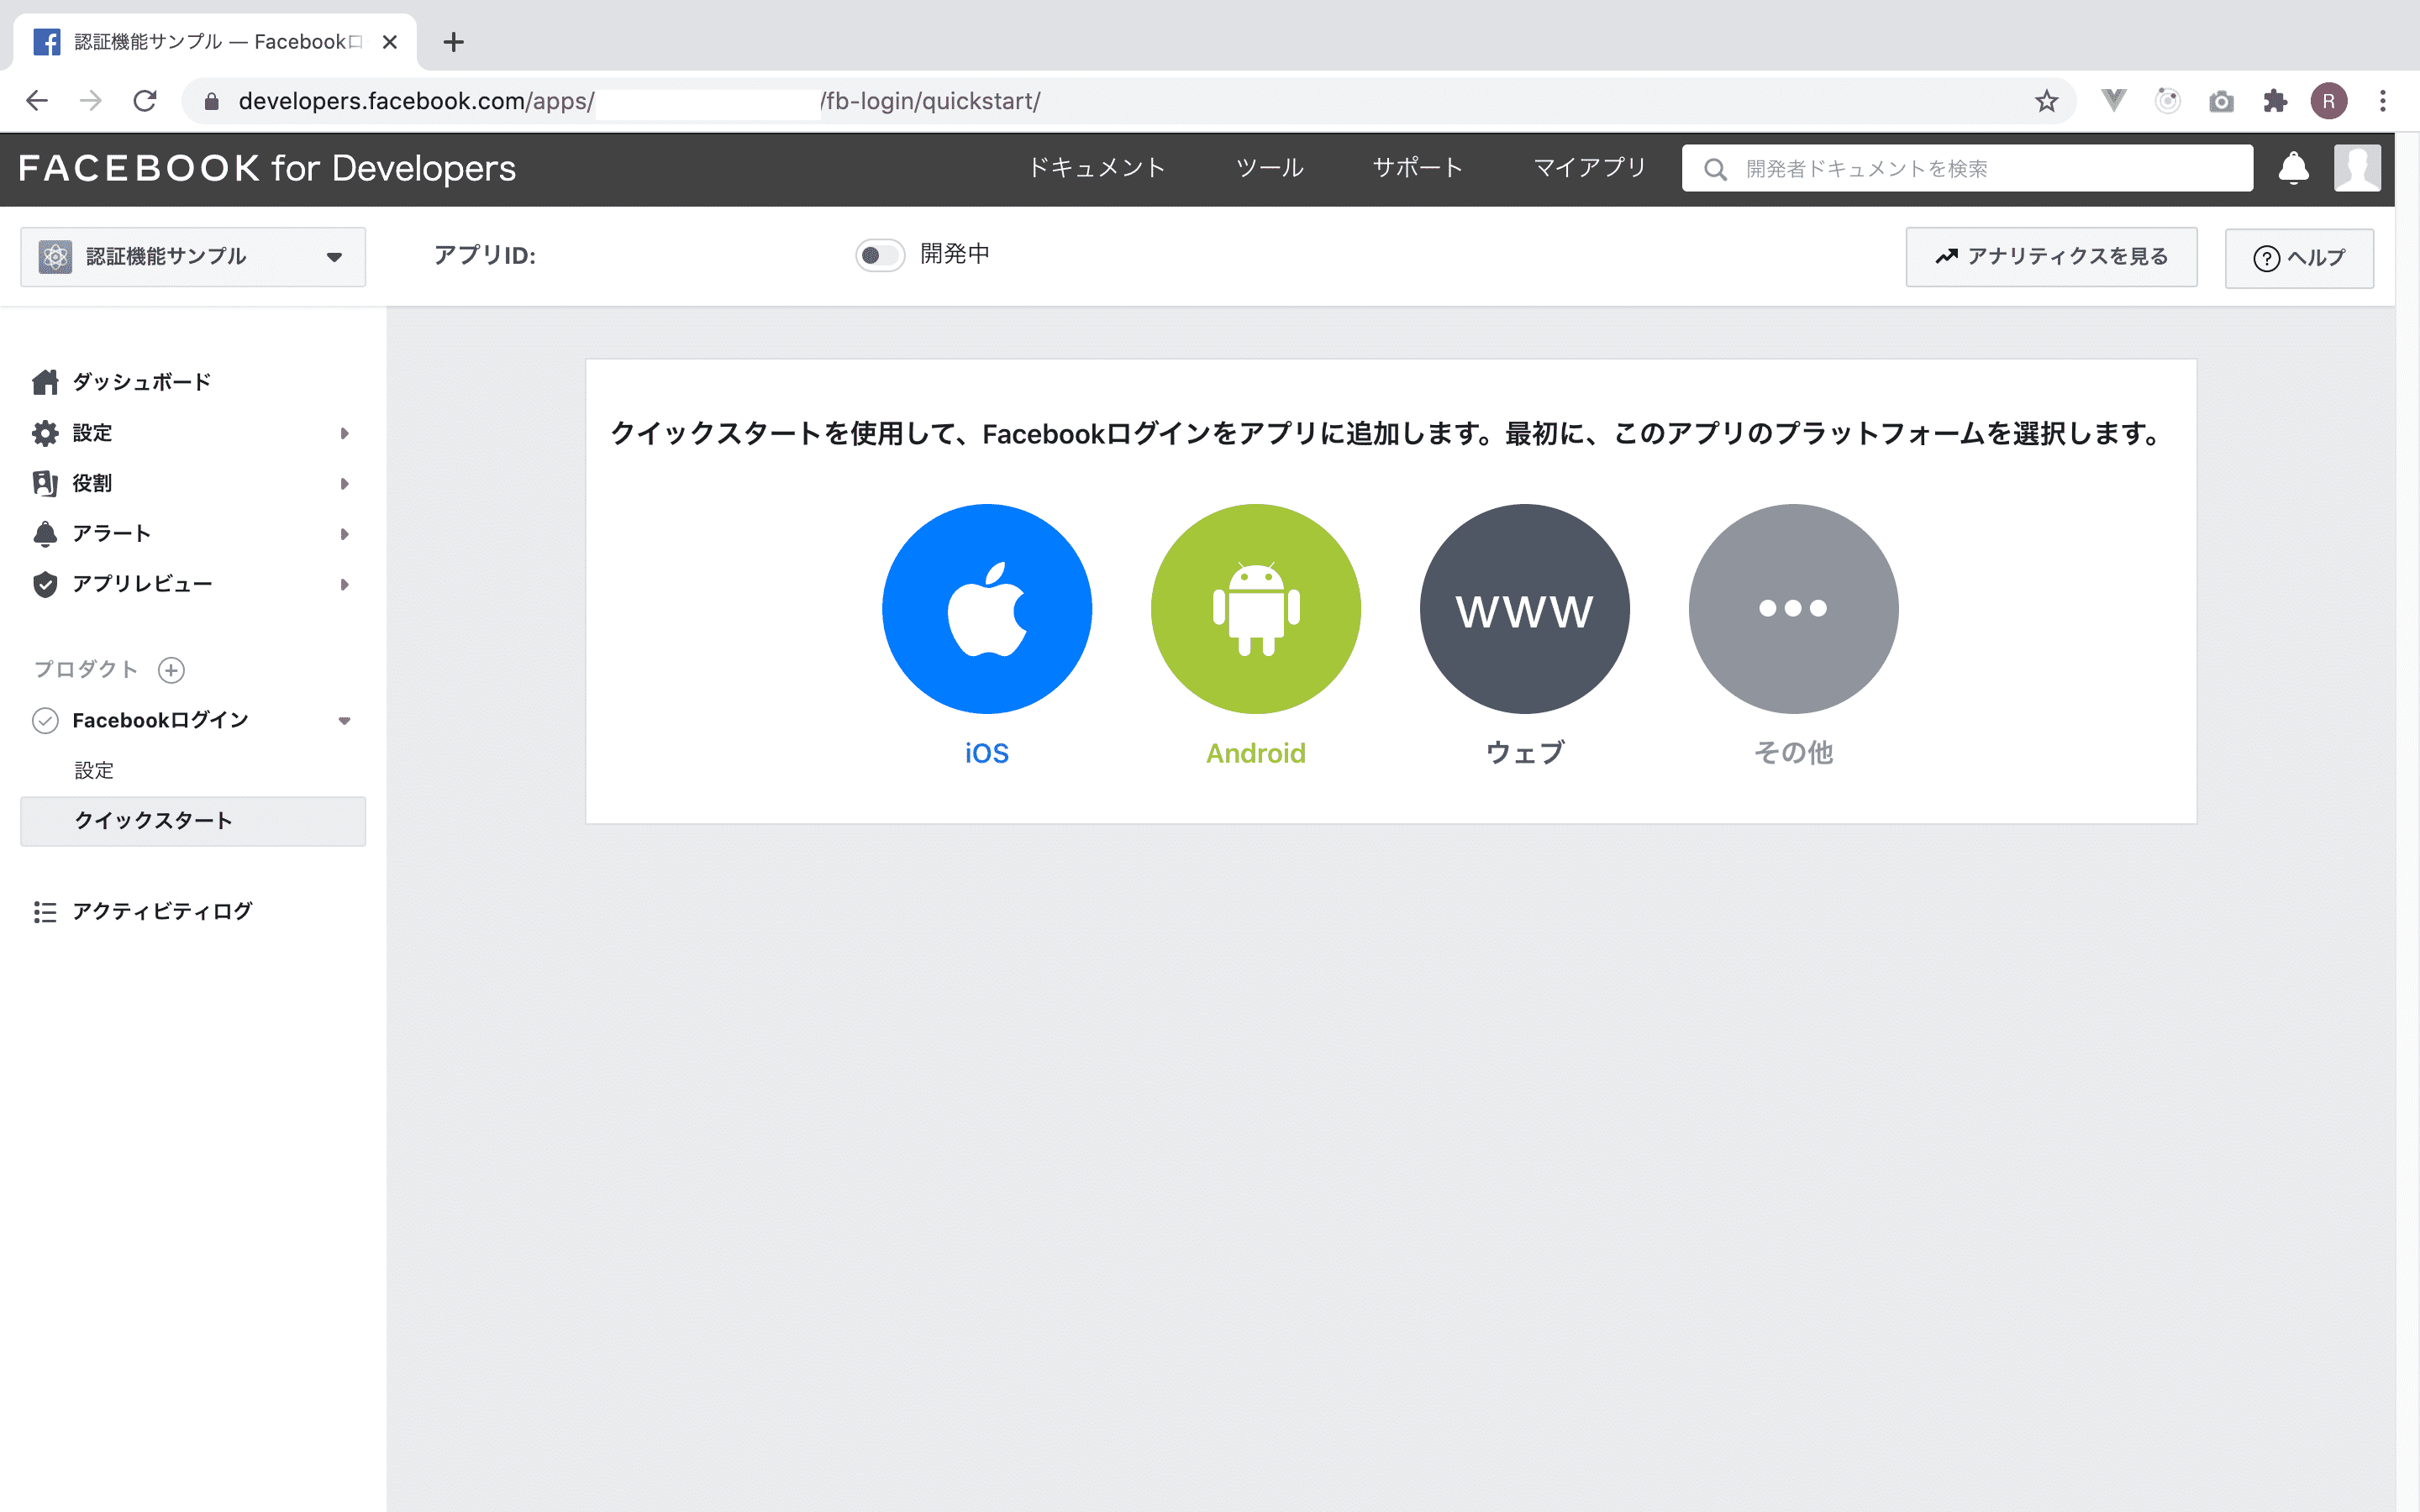 認証機能サンプル — Facebookロ
developers.facebook.com/apps/ /fb-login/quickstart/
R
FACEBOOK for Developers
ドキュメント
ツール
サポート
マイアプリ
開発者ドキュメントを検索
認証機能サンプル
アプリID:
開発中
アナリティクスを見る
ヘルプ
ダッシュボード
設定
役割
アラート
アプリレビュー
プロダクト
Facebookログイン
設定
クイックスタート
アクティビティログ
クイックスタートを使用して、Facebookログインをアプリに追加します。最初に、このアプリのプラットフォームを選択します。
WWW
iOS
Android
ウェブ
その他